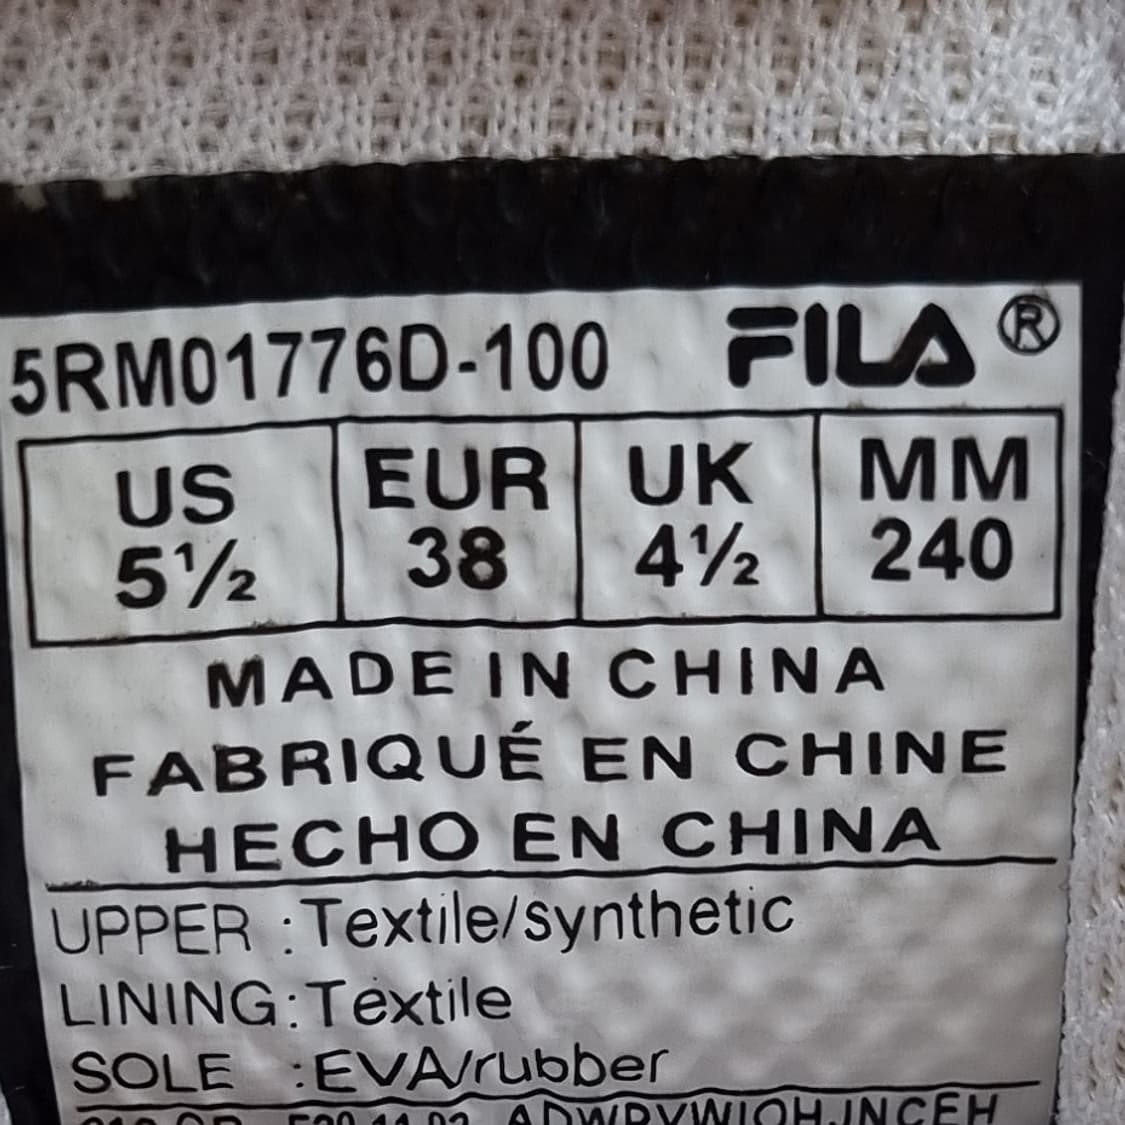 5RM01776D-100 FILA®
US EUR UK MM
5½ 38 4½ 240
MADE IN CHINA
FABRIQUÉ EN CHINE
HECHO EN CHINA
UPPER : Textile/synthetic
LINING: Textile
SOLE : EVA/rubber